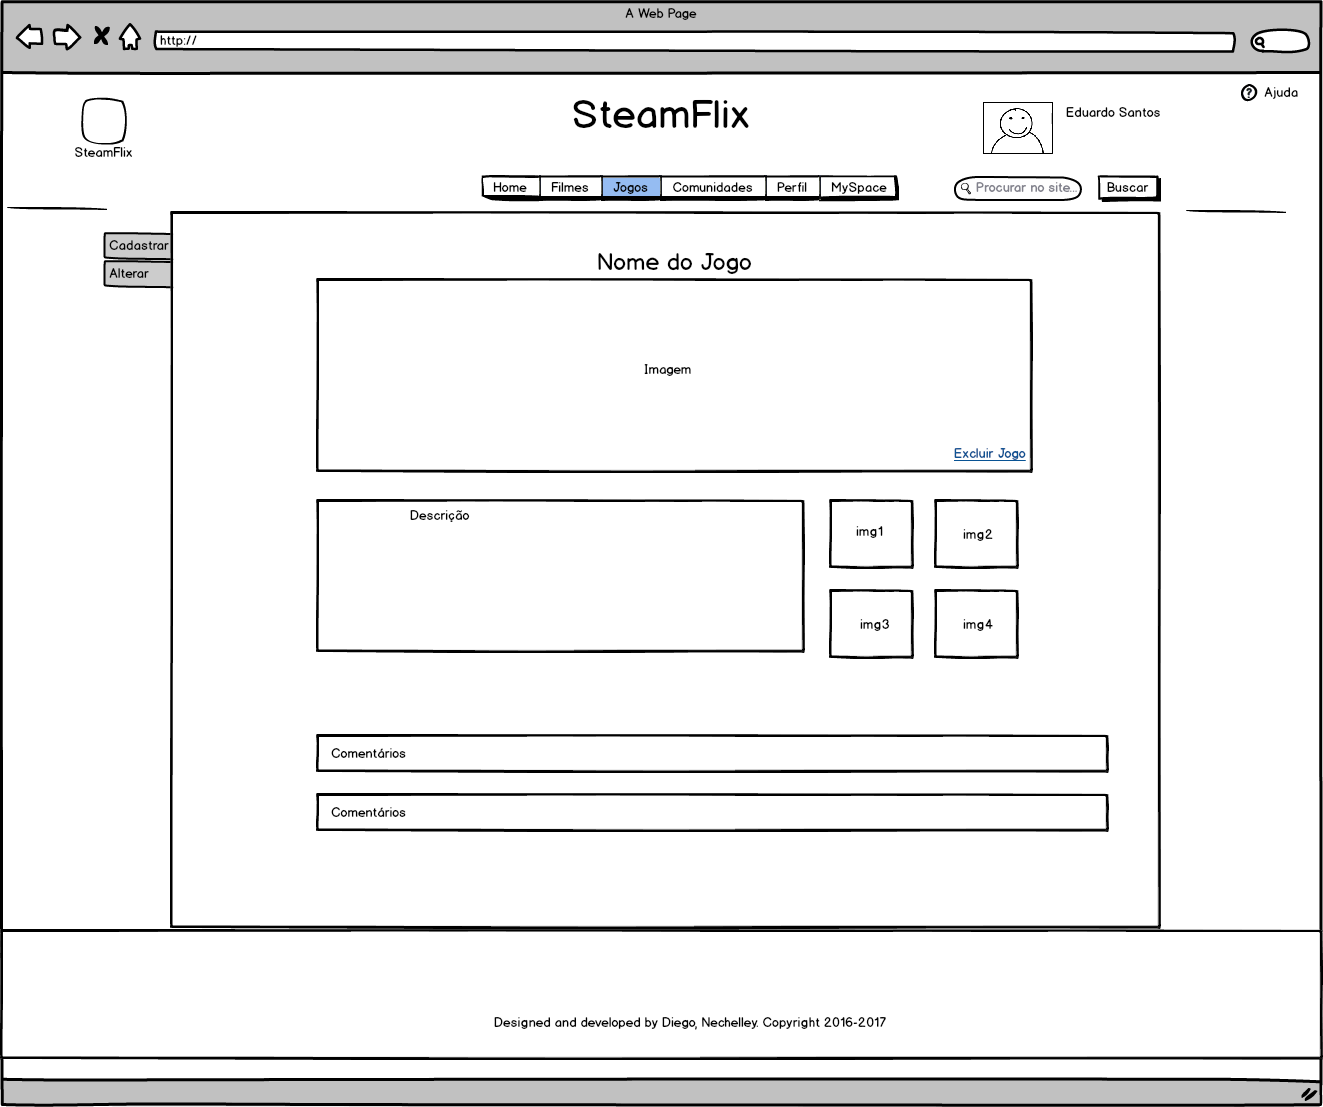 A Web Page
http://
Ajuda
SteamFlix
SteamFlix
Eduardo Santos
Home Filmes Jogos Comunidades Perfil MySpace
Procurar no site... Buscar
Cadastrar
Alterar
Nome do Jogo
Imagem
Excluir Jogo
Descrição
img1 img2
img3 img4
Comentários
Comentários
Designed and developed by Diego, Nechelley. Copyright 2016-2017